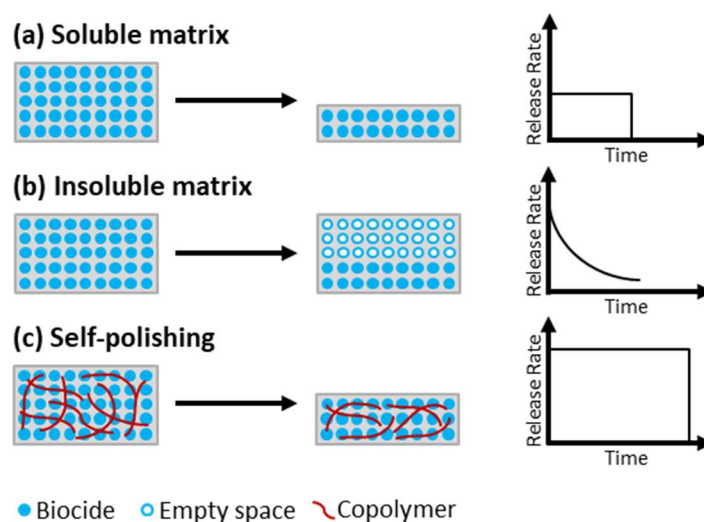 (a) Soluble matrix
Release Rate
Time
(b) Insoluble matrix
Release Rate
Time
(c) Self-polishing
Release Rate
Time
Biocide Empty space Copolymer